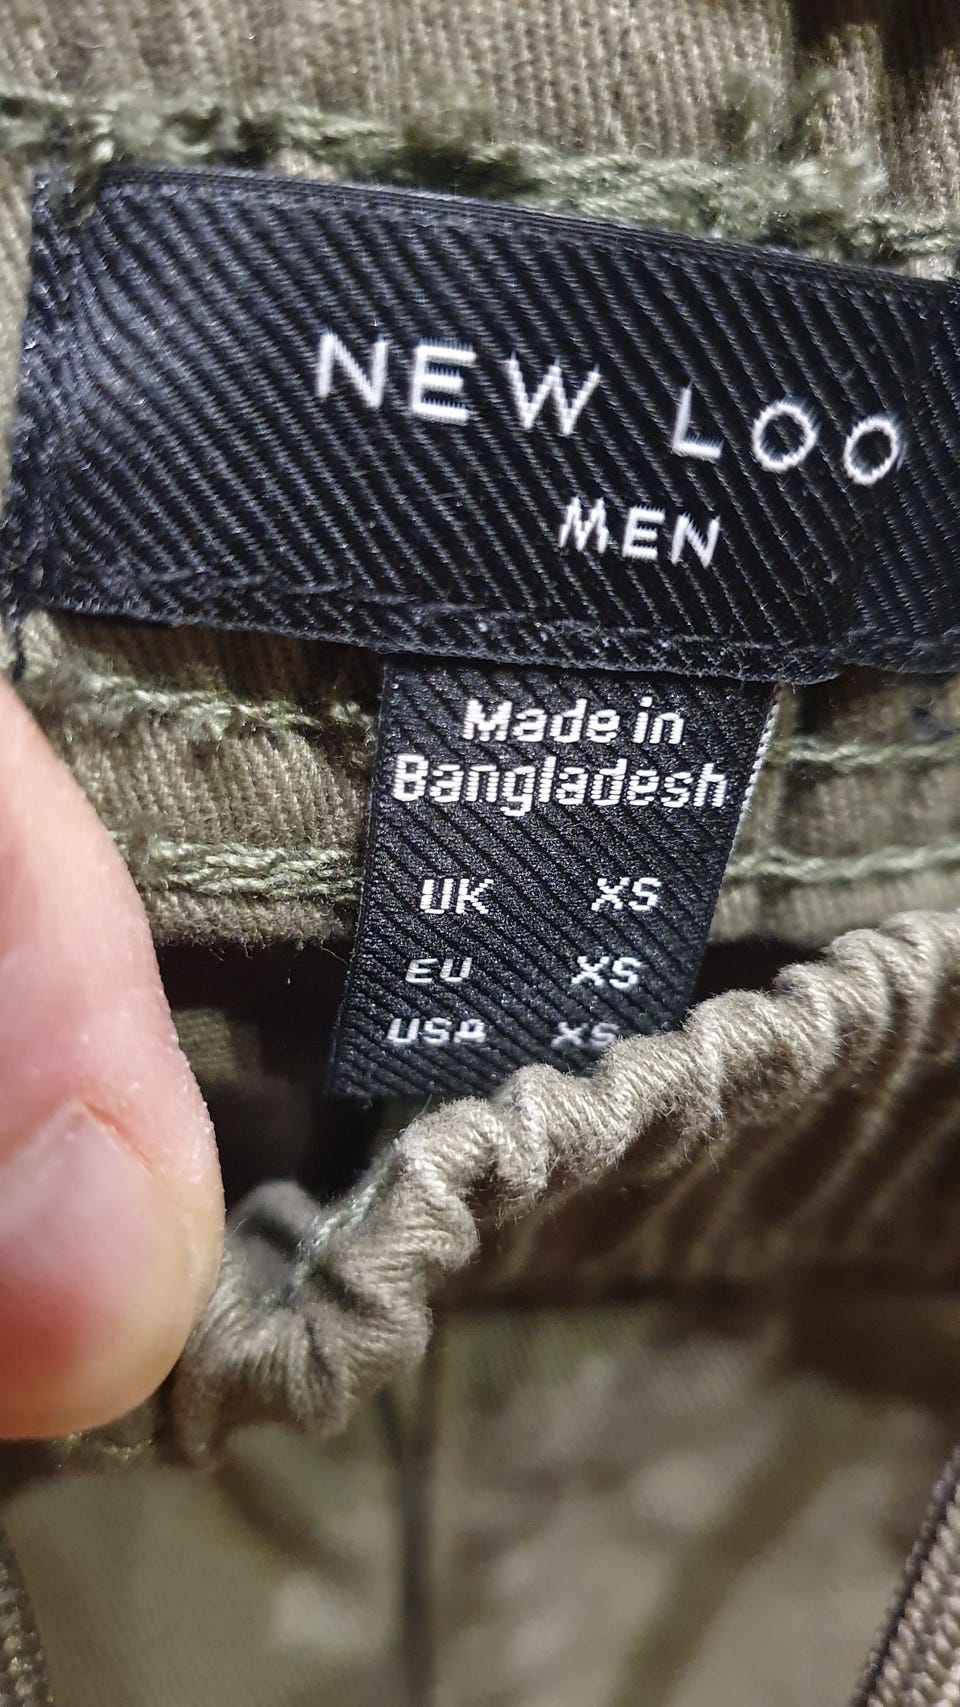 NEW LOO
MEN
Made in
Bangladesh
UK XS
EU XS
USA XS